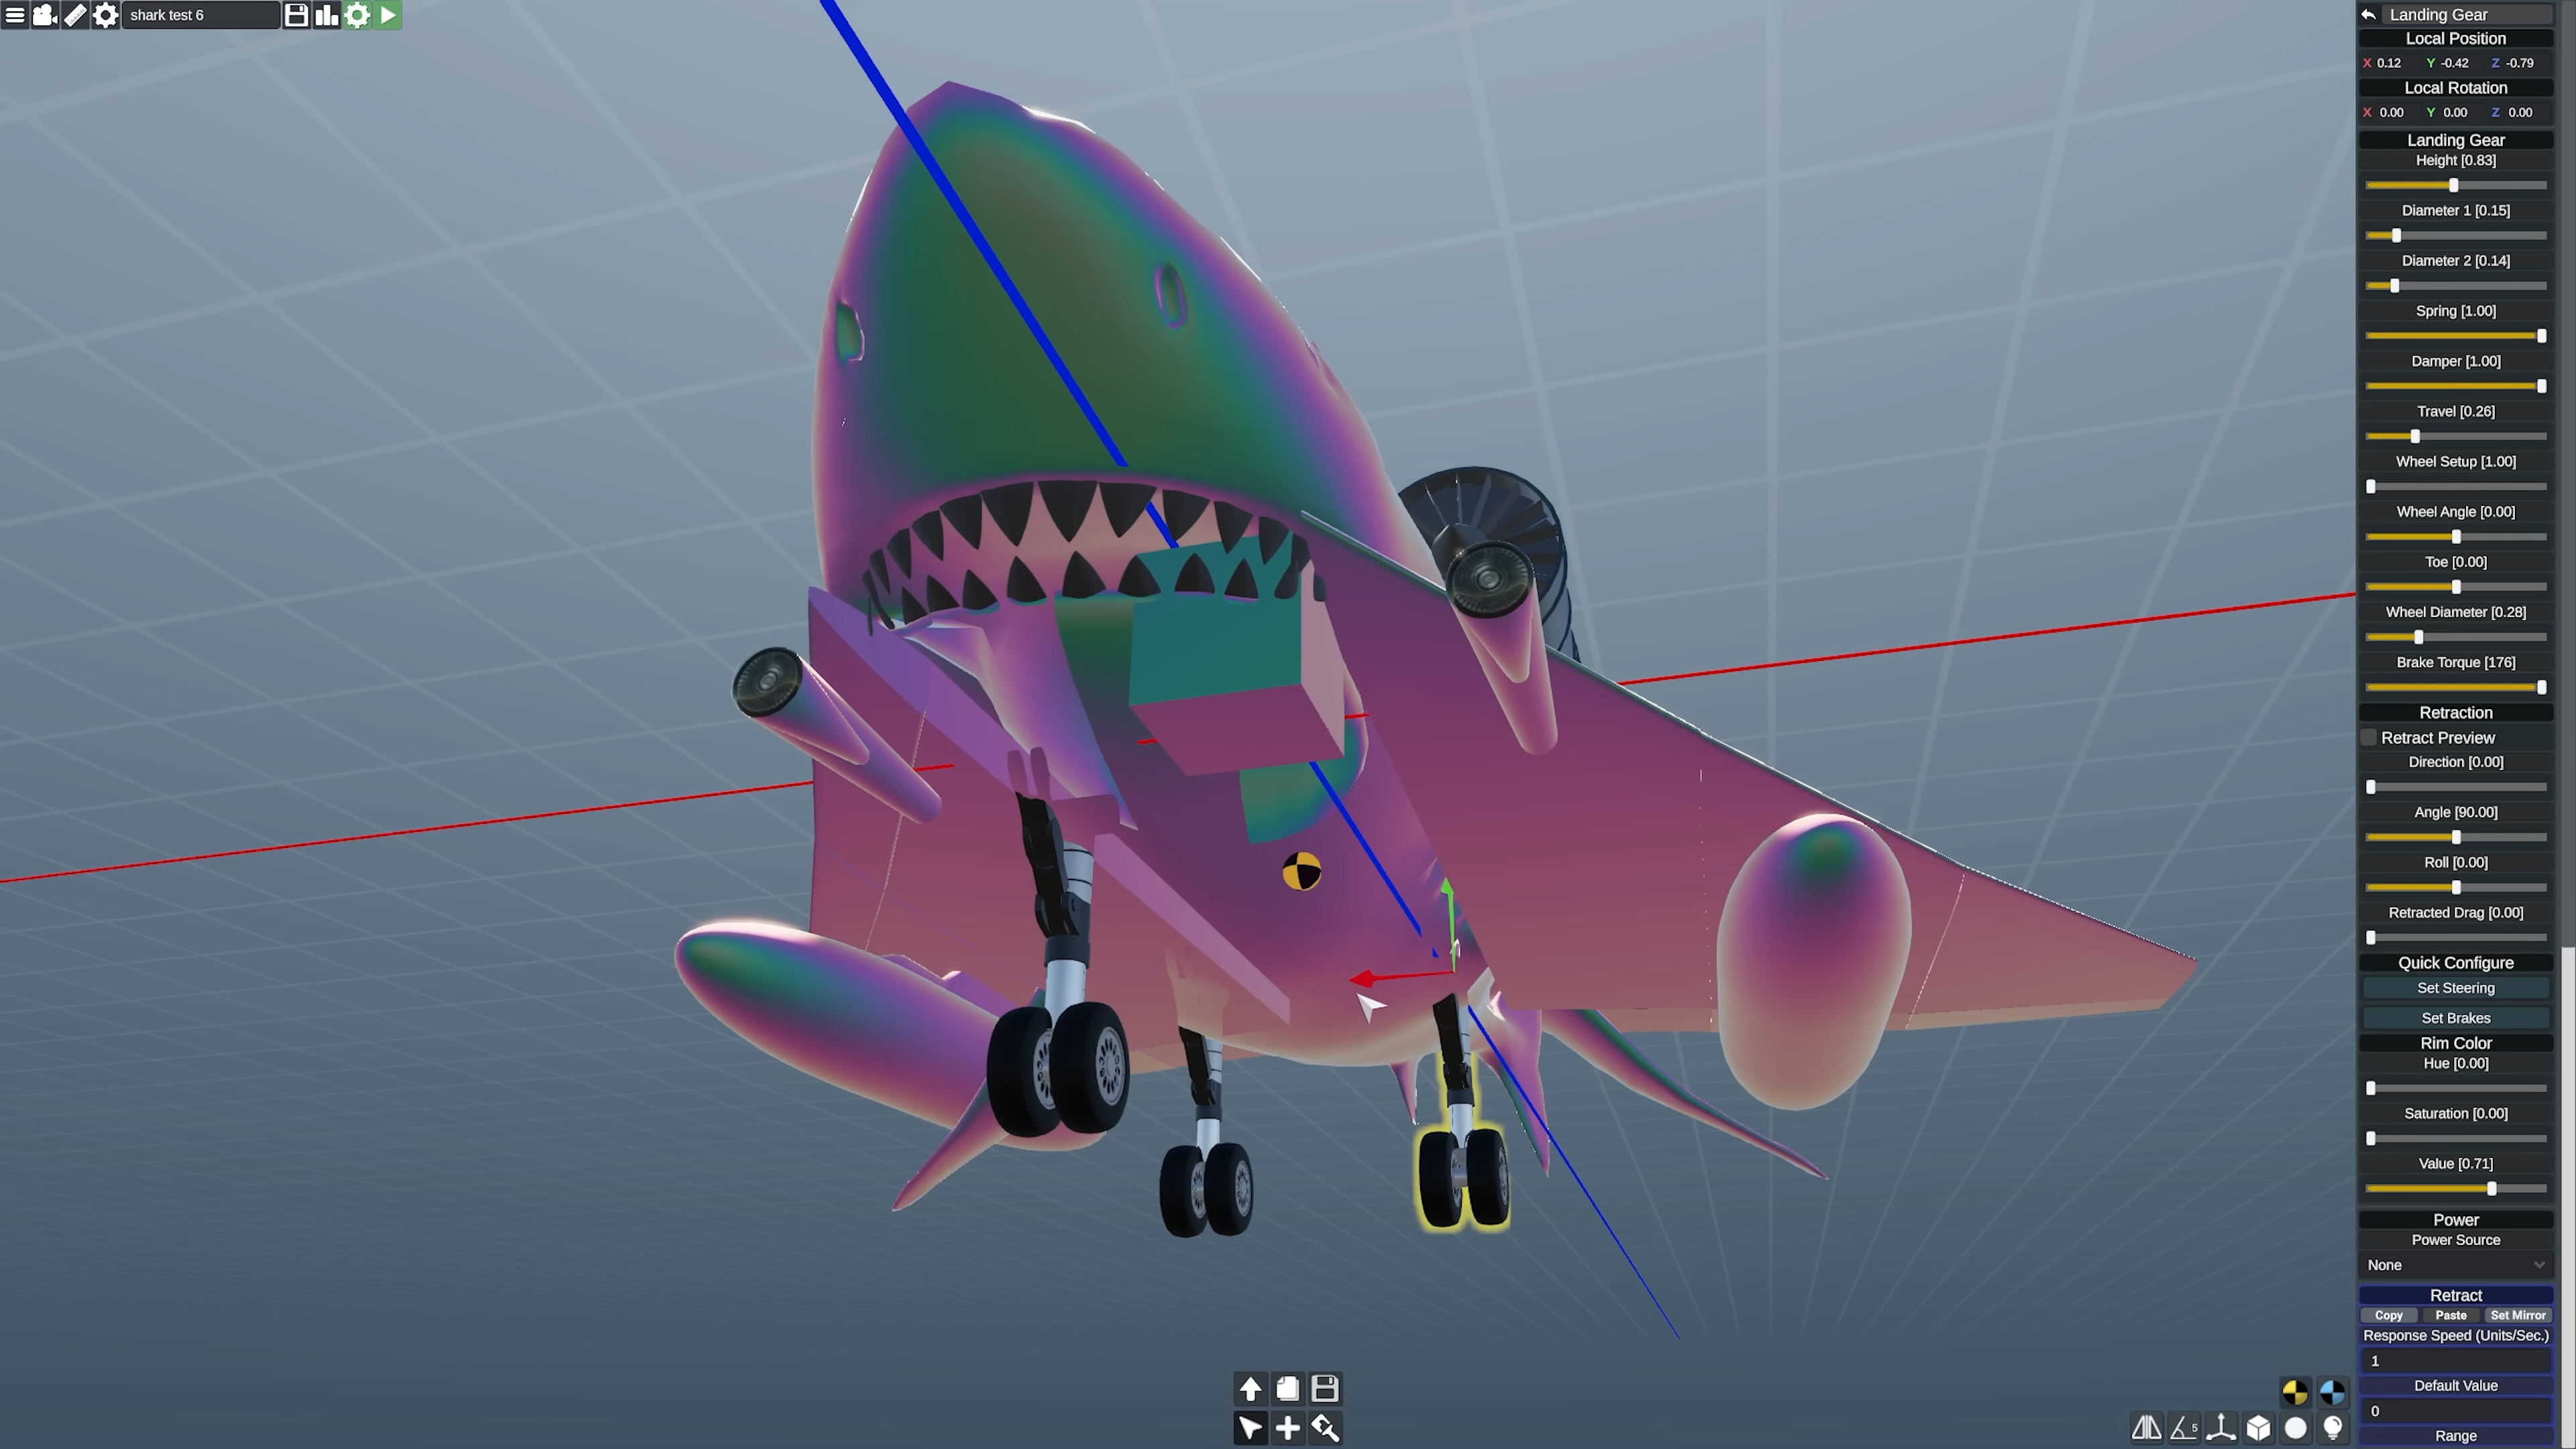 shark test 6
Landing Gear
Local Position
X 0.12 Y -0.42 Z -0.79
Local Rotation
X 0.00 Y 0.00 Z 0.00
Landing Gear
Height [0.83]
Diameter 1 [0.15]
Diameter 2 [0.14]
Spring [1.00]
Damper [1.00]
Travel [0.26]
Wheel Setup [1.00]
Wheel Angle [0.00]
Toe [0.00]
Wheel Diameter [0.28]
Brake Torque [176]
Retraction
Retract Preview
Direction [0.00]
Angle [90.00]
Roll [0.00]
Retracted Drag [0.00]
Quick Configure
Set Steering
Set Brakes
Rim Color
Hue [0.00]
Saturation [0.00]
Value [0.71]
Power
Power Source
None
Retract
Copy Paste Set Mirror
Response Speed (Units/Sec.)
1
Default Value
0
Range
5